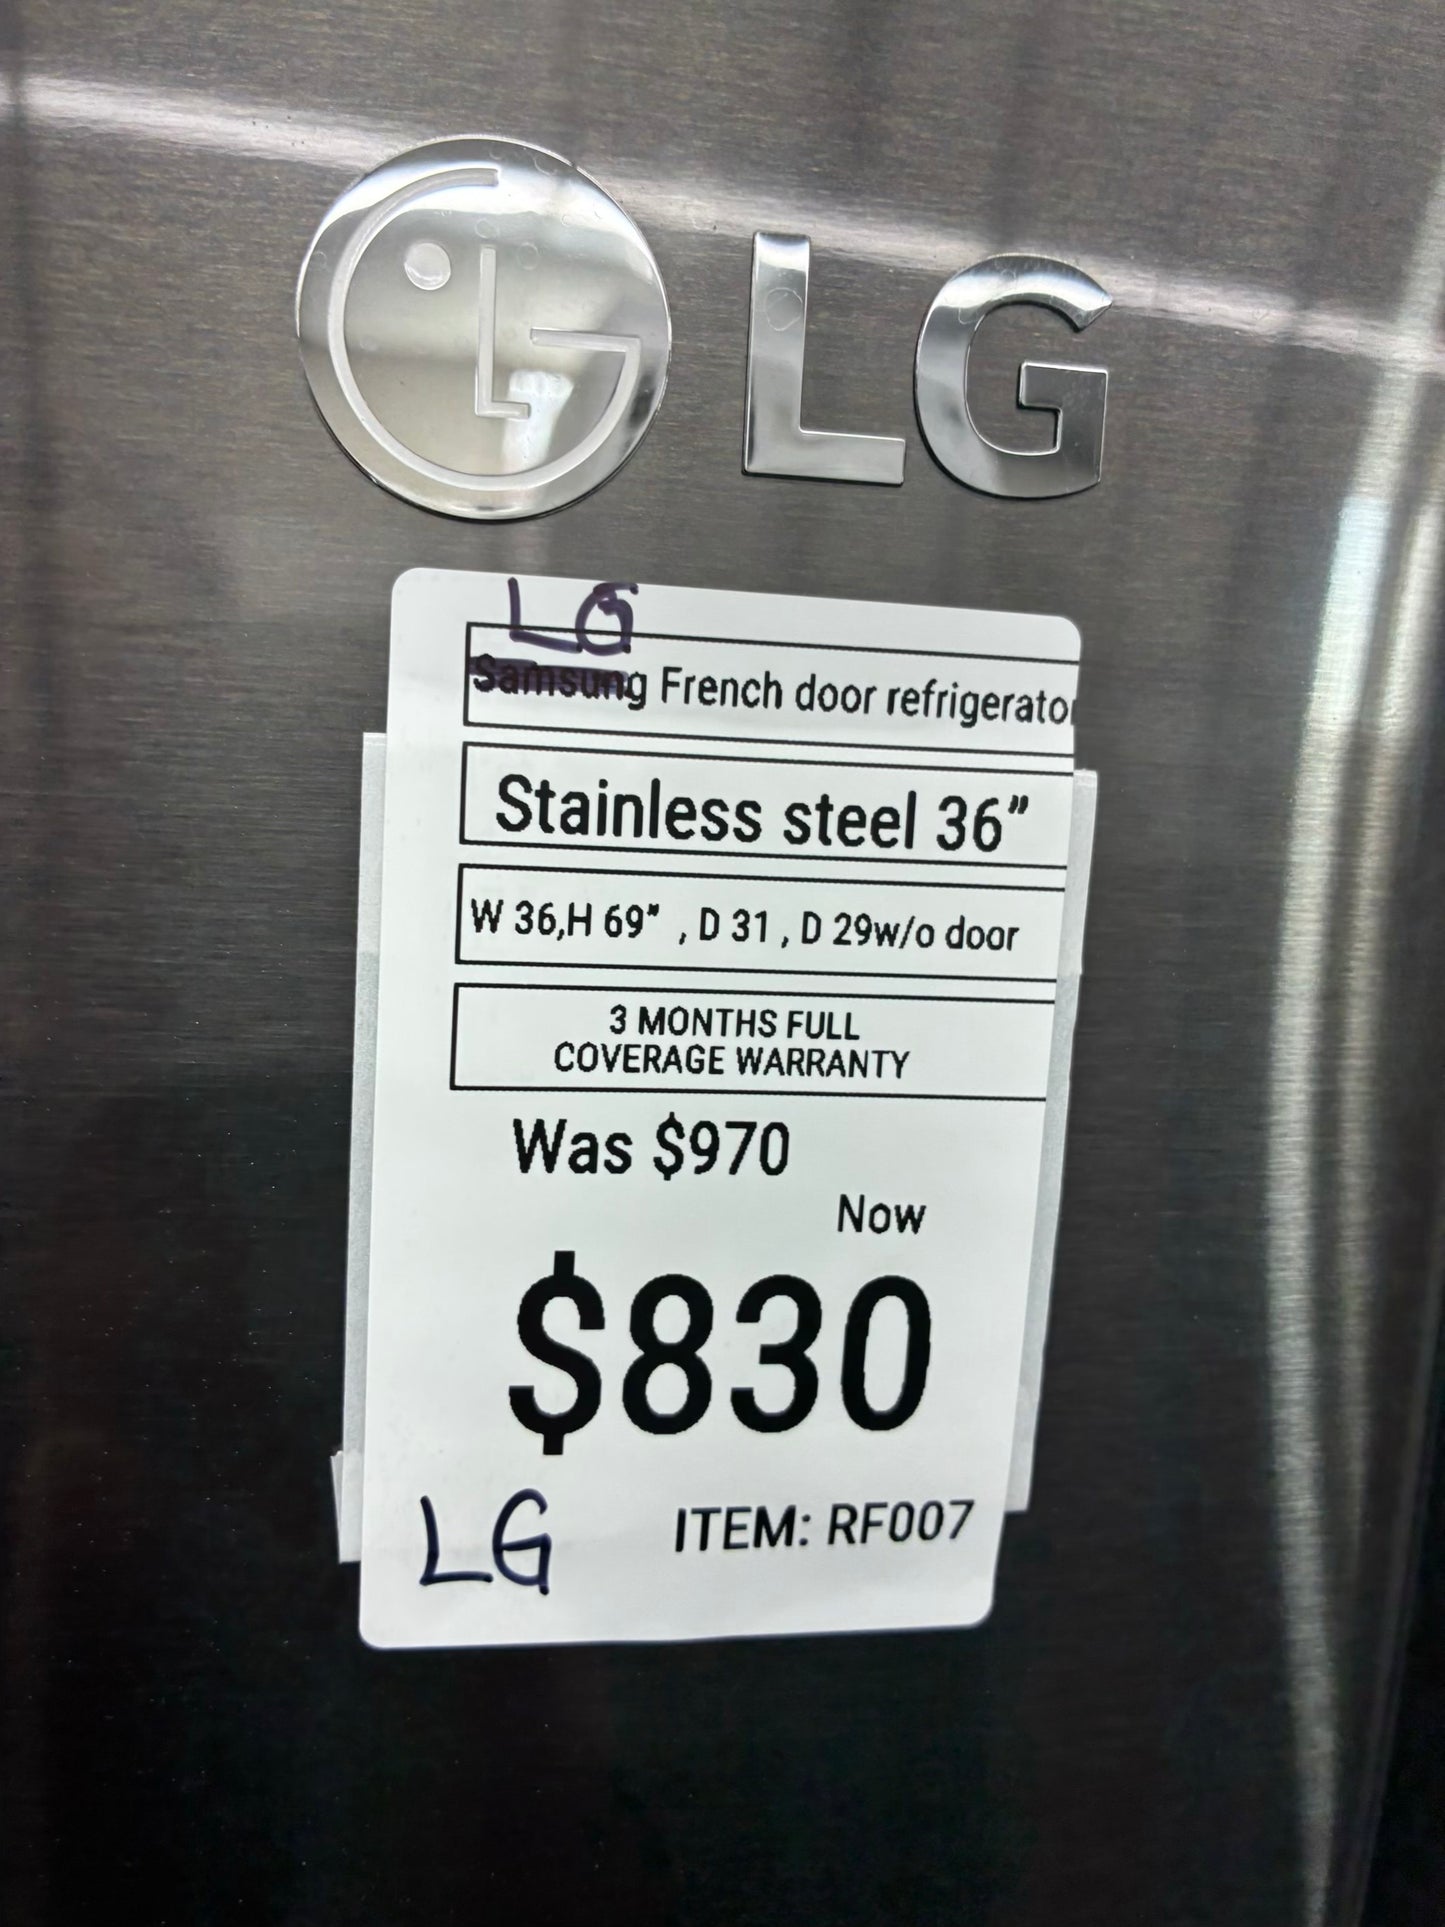 LG
LG
Samsung French door refrigerator
Stainless steel 36”
W 36,H 69” , D 31 , D 29w/o door
3 MONTHS FULL
COVERAGE WARRANTY
Was $970
Now
$830
LG
ITEM: RF007